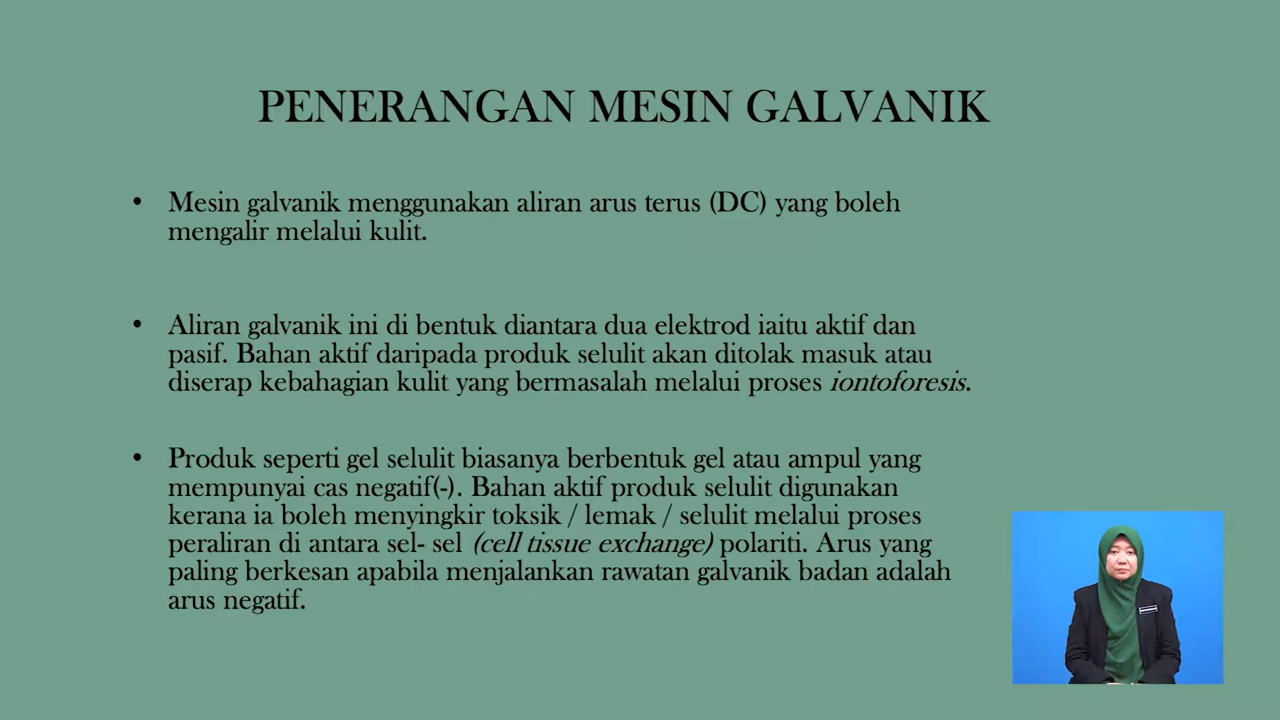 PENERANGAN MESIN GALVANIK
• Mesin galvanik menggunakan aliran arus terus (DC) yang boleh
mengalir melalui kulit.
• Aliran galvanik ini di bentuk diantara dua elektrod iaitu aktif dan
pasif. Bahan aktif daripada produk selulit akan ditolak masuk atau
diserap kebahagian kulit yang bermasalah melalui proses iontoforesis.
• Produk seperti gel selulit biasanya berbentuk gel atau ampul yang
mempunyai cas negatif(-). Bahan aktif produk selulit digunakan
kerana ia boleh menyingkir toksik / lemak / selulit melalui proses
peraliran di antara sel- sel (cell tissue exchange) polariti. Arus yang
paling berkesan apabila menjalankan rawatan galvanik badan adalah
arus negatif.